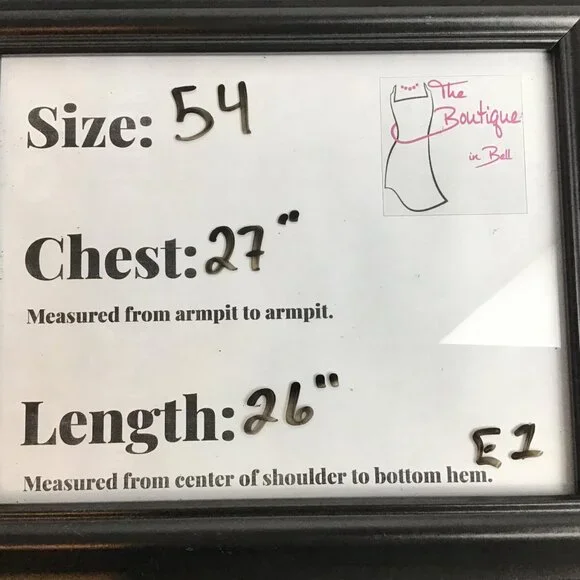 Size: 54
The
Boutique
in Bell
Chest: 27"
Measured from armpit to armpit.
Length: 26"
E1
Measured from center of shoulder to bottom hem.